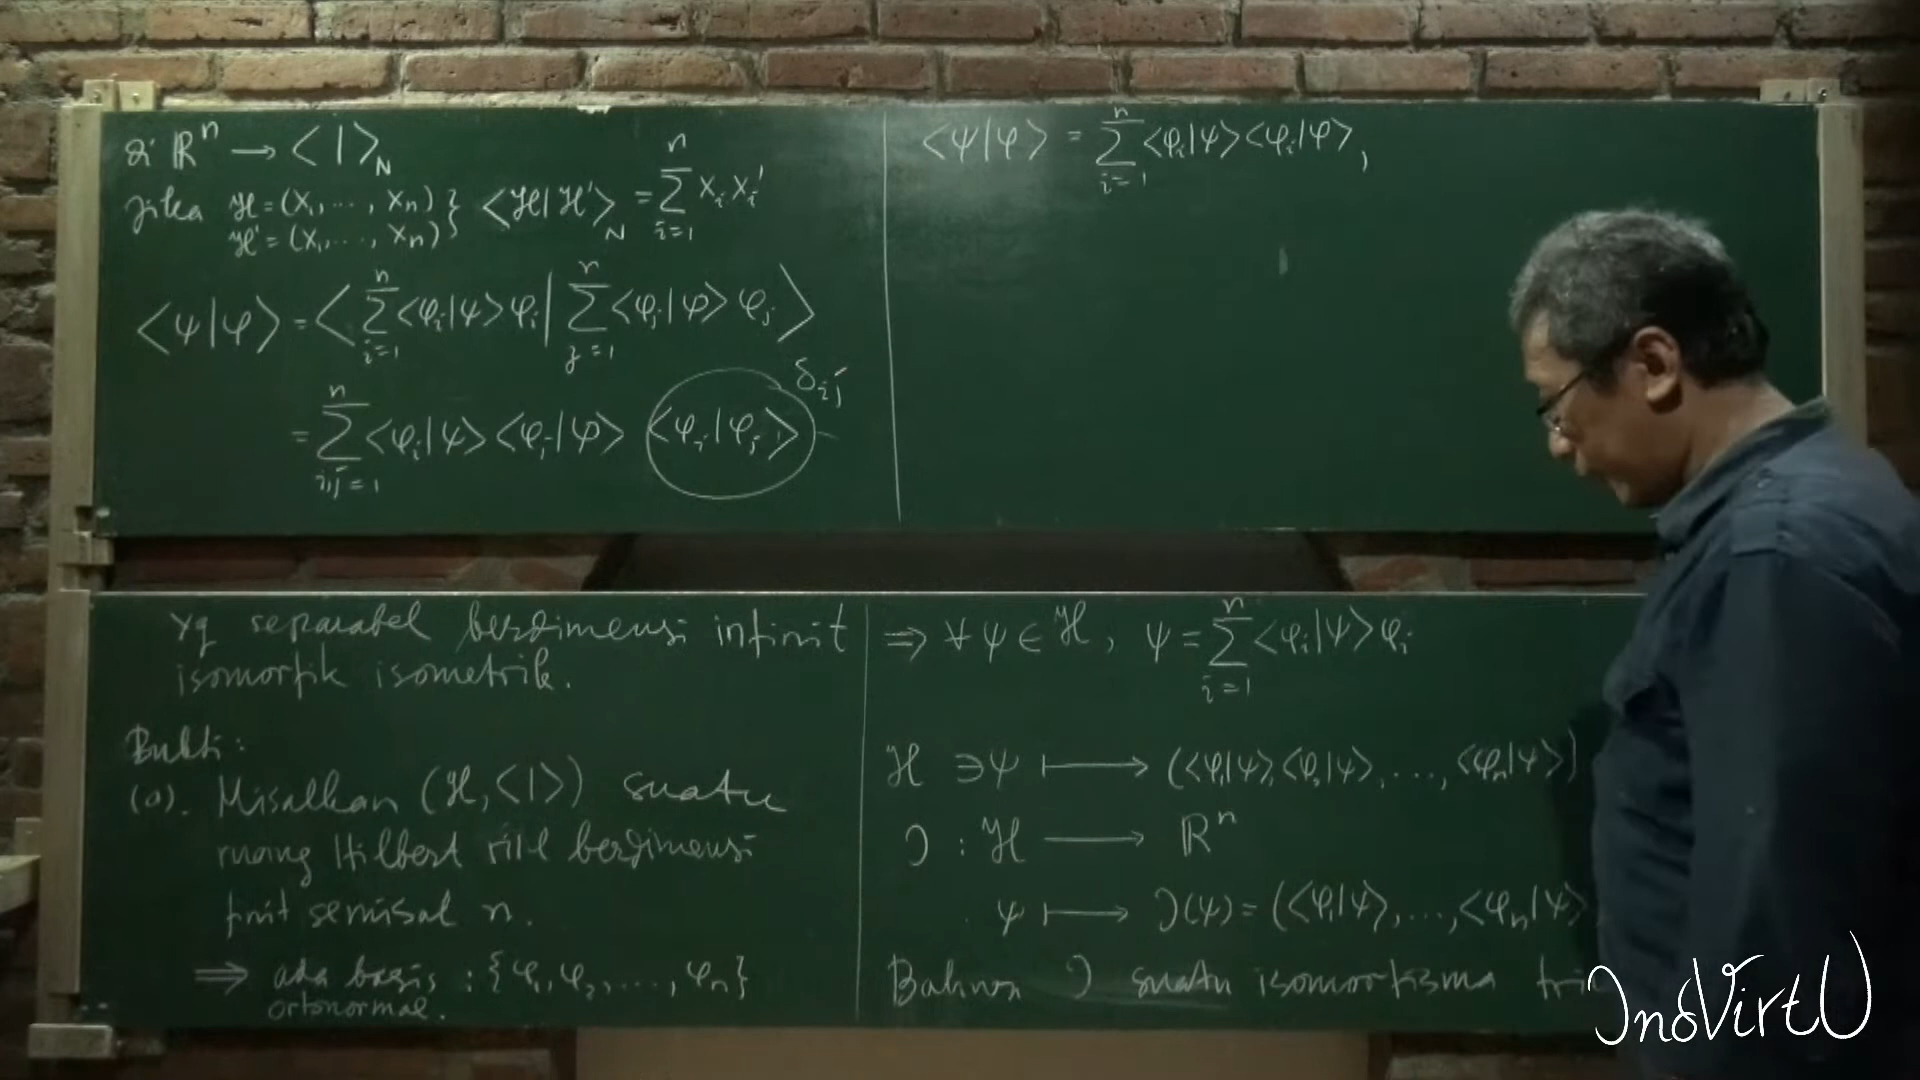 di ℝⁿ → < | >_N
Jika ℋ = (x₁, ..., xₙ) } <ℋ|ℋ'>_N = Σ_{i=1}^{n} xᵢ xᵢ'
ℋ' = (x₁, ..., xₙ) }
<ψ|φ> = < Σ_{i=1}^{n} <φᵢ|ψ> φᵢ | Σ_{j=1}^{n} <φⱼ|φ> φⱼ >
= Σ_{i,j=1}^{n} <φᵢ|ψ> <φⱼ|φ> <φᵢ|φⱼ> δᵢⱼ
<ψ|φ> = Σ_{i=1}^{n} <φᵢ|ψ> <φᵢ|φ>,
yg separabel berdimensi infinit
isomorfik isometrik.
Bukti:
(a). Misalkan (ℋ, < | >) suatu
ruang Hilbert riil berdimensi
finit semisal n.
⇒ ada basis : {φ₁, φ₂, ..., φₙ}
ortonormal.
⇒ ∀ ψ ∈ ℋ, ψ = Σ_{i=1}^{n} <φᵢ|ψ> φᵢ
ℋ ∋ ψ ⟼ (<φ₁|ψ>, <φ₂|ψ>, ..., <φₙ|ψ>)
J : ℋ ⟶ ℝⁿ
ψ ⟼ J(ψ) = (<φ₁|ψ>, ..., <φₙ|ψ>
Bahwa J suatu isomorfisma tri
InoVirtU